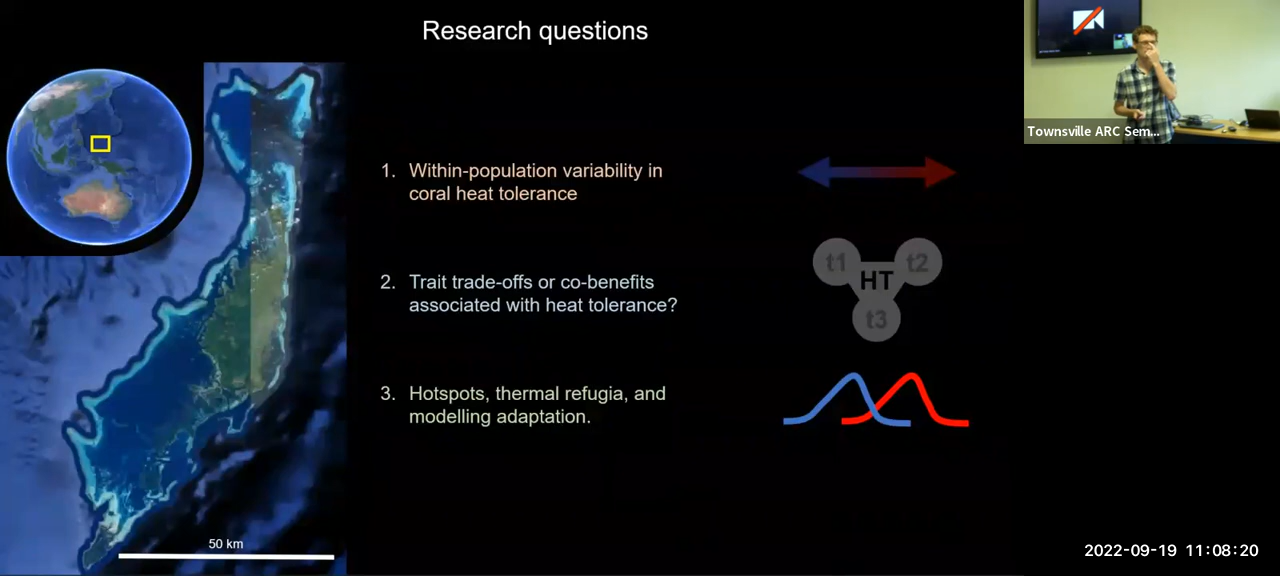 Research questions
Townsville ARC Sem...
1. Within-population variability in
coral heat tolerance
t1 HT t2
t3
2. Trait trade-offs or co-benefits
associated with heat tolerance?
3. Hotspots, thermal refugia, and
modelling adaptation.
50 km
2022-09-19 11:08:20